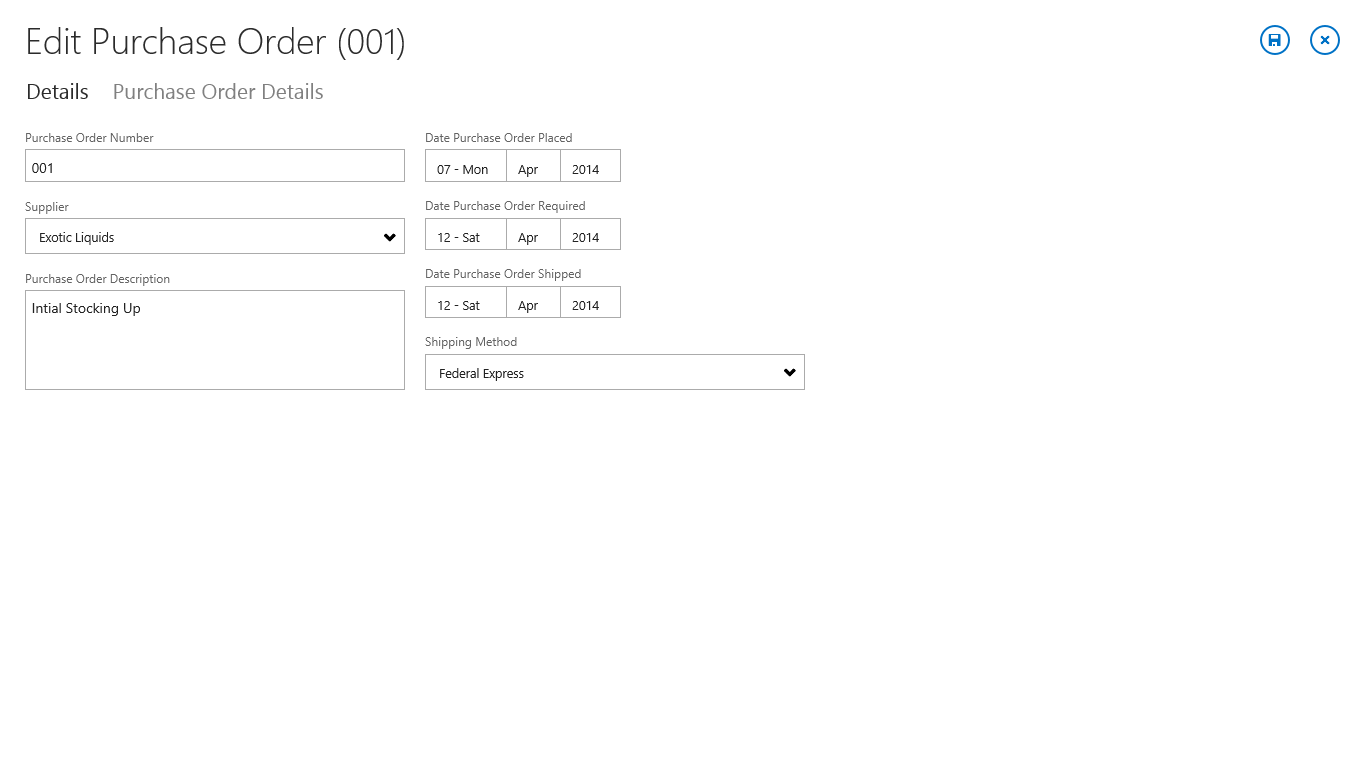 Edit Purchase Order (001)
Details Purchase Order Details
Purchase Order Number
001
Supplier
Exotic Liquids
Purchase Order Description
Intial Stocking Up
Date Purchase Order Placed
07 - Mon Apr 2014
Date Purchase Order Required
12 - Sat Apr 2014
Date Purchase Order Shipped
12 - Sat Apr 2014
Shipping Method
Federal Express